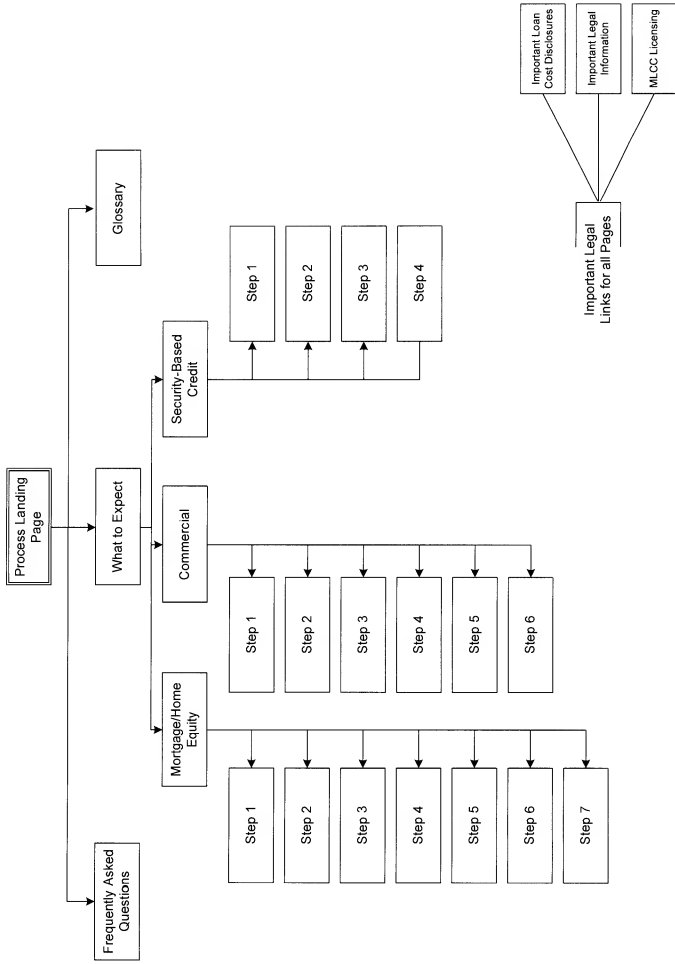 Process Landing
Page
Frequently Asked
Questions
What to Expect
Glossary
Mortgage/Home
Equity
Commercial
Security-Based
Credit
Step 1
Step 2
Step 3
Step 4
Step 5
Step 6
Step 7
Step 1
Step 2
Step 3
Step 4
Step 5
Step 6
Step 1
Step 2
Step 3
Step 4
Important Legal
Links for all Pages
Important Loan
Cost Disclosures
Important Legal
Information
MLCC Licensing